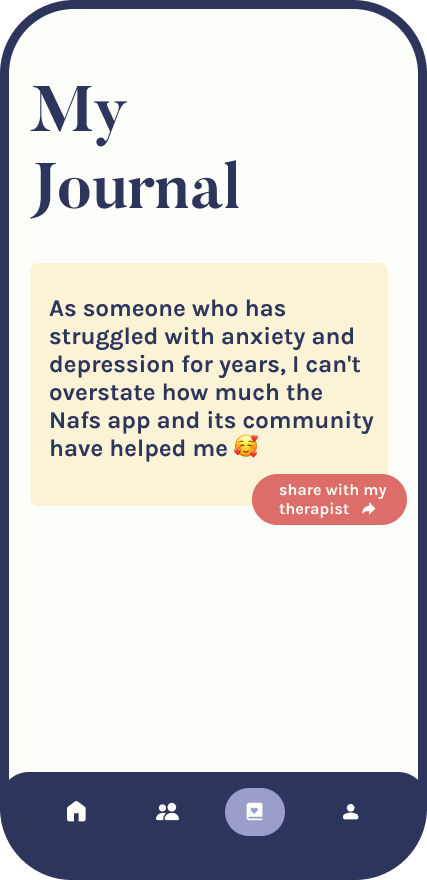 My
Journal
As someone who has
struggled with anxiety and
depression for years, I can't
overstate how much the
Nafs app and its community
have helped me 🥰
share with my
therapist